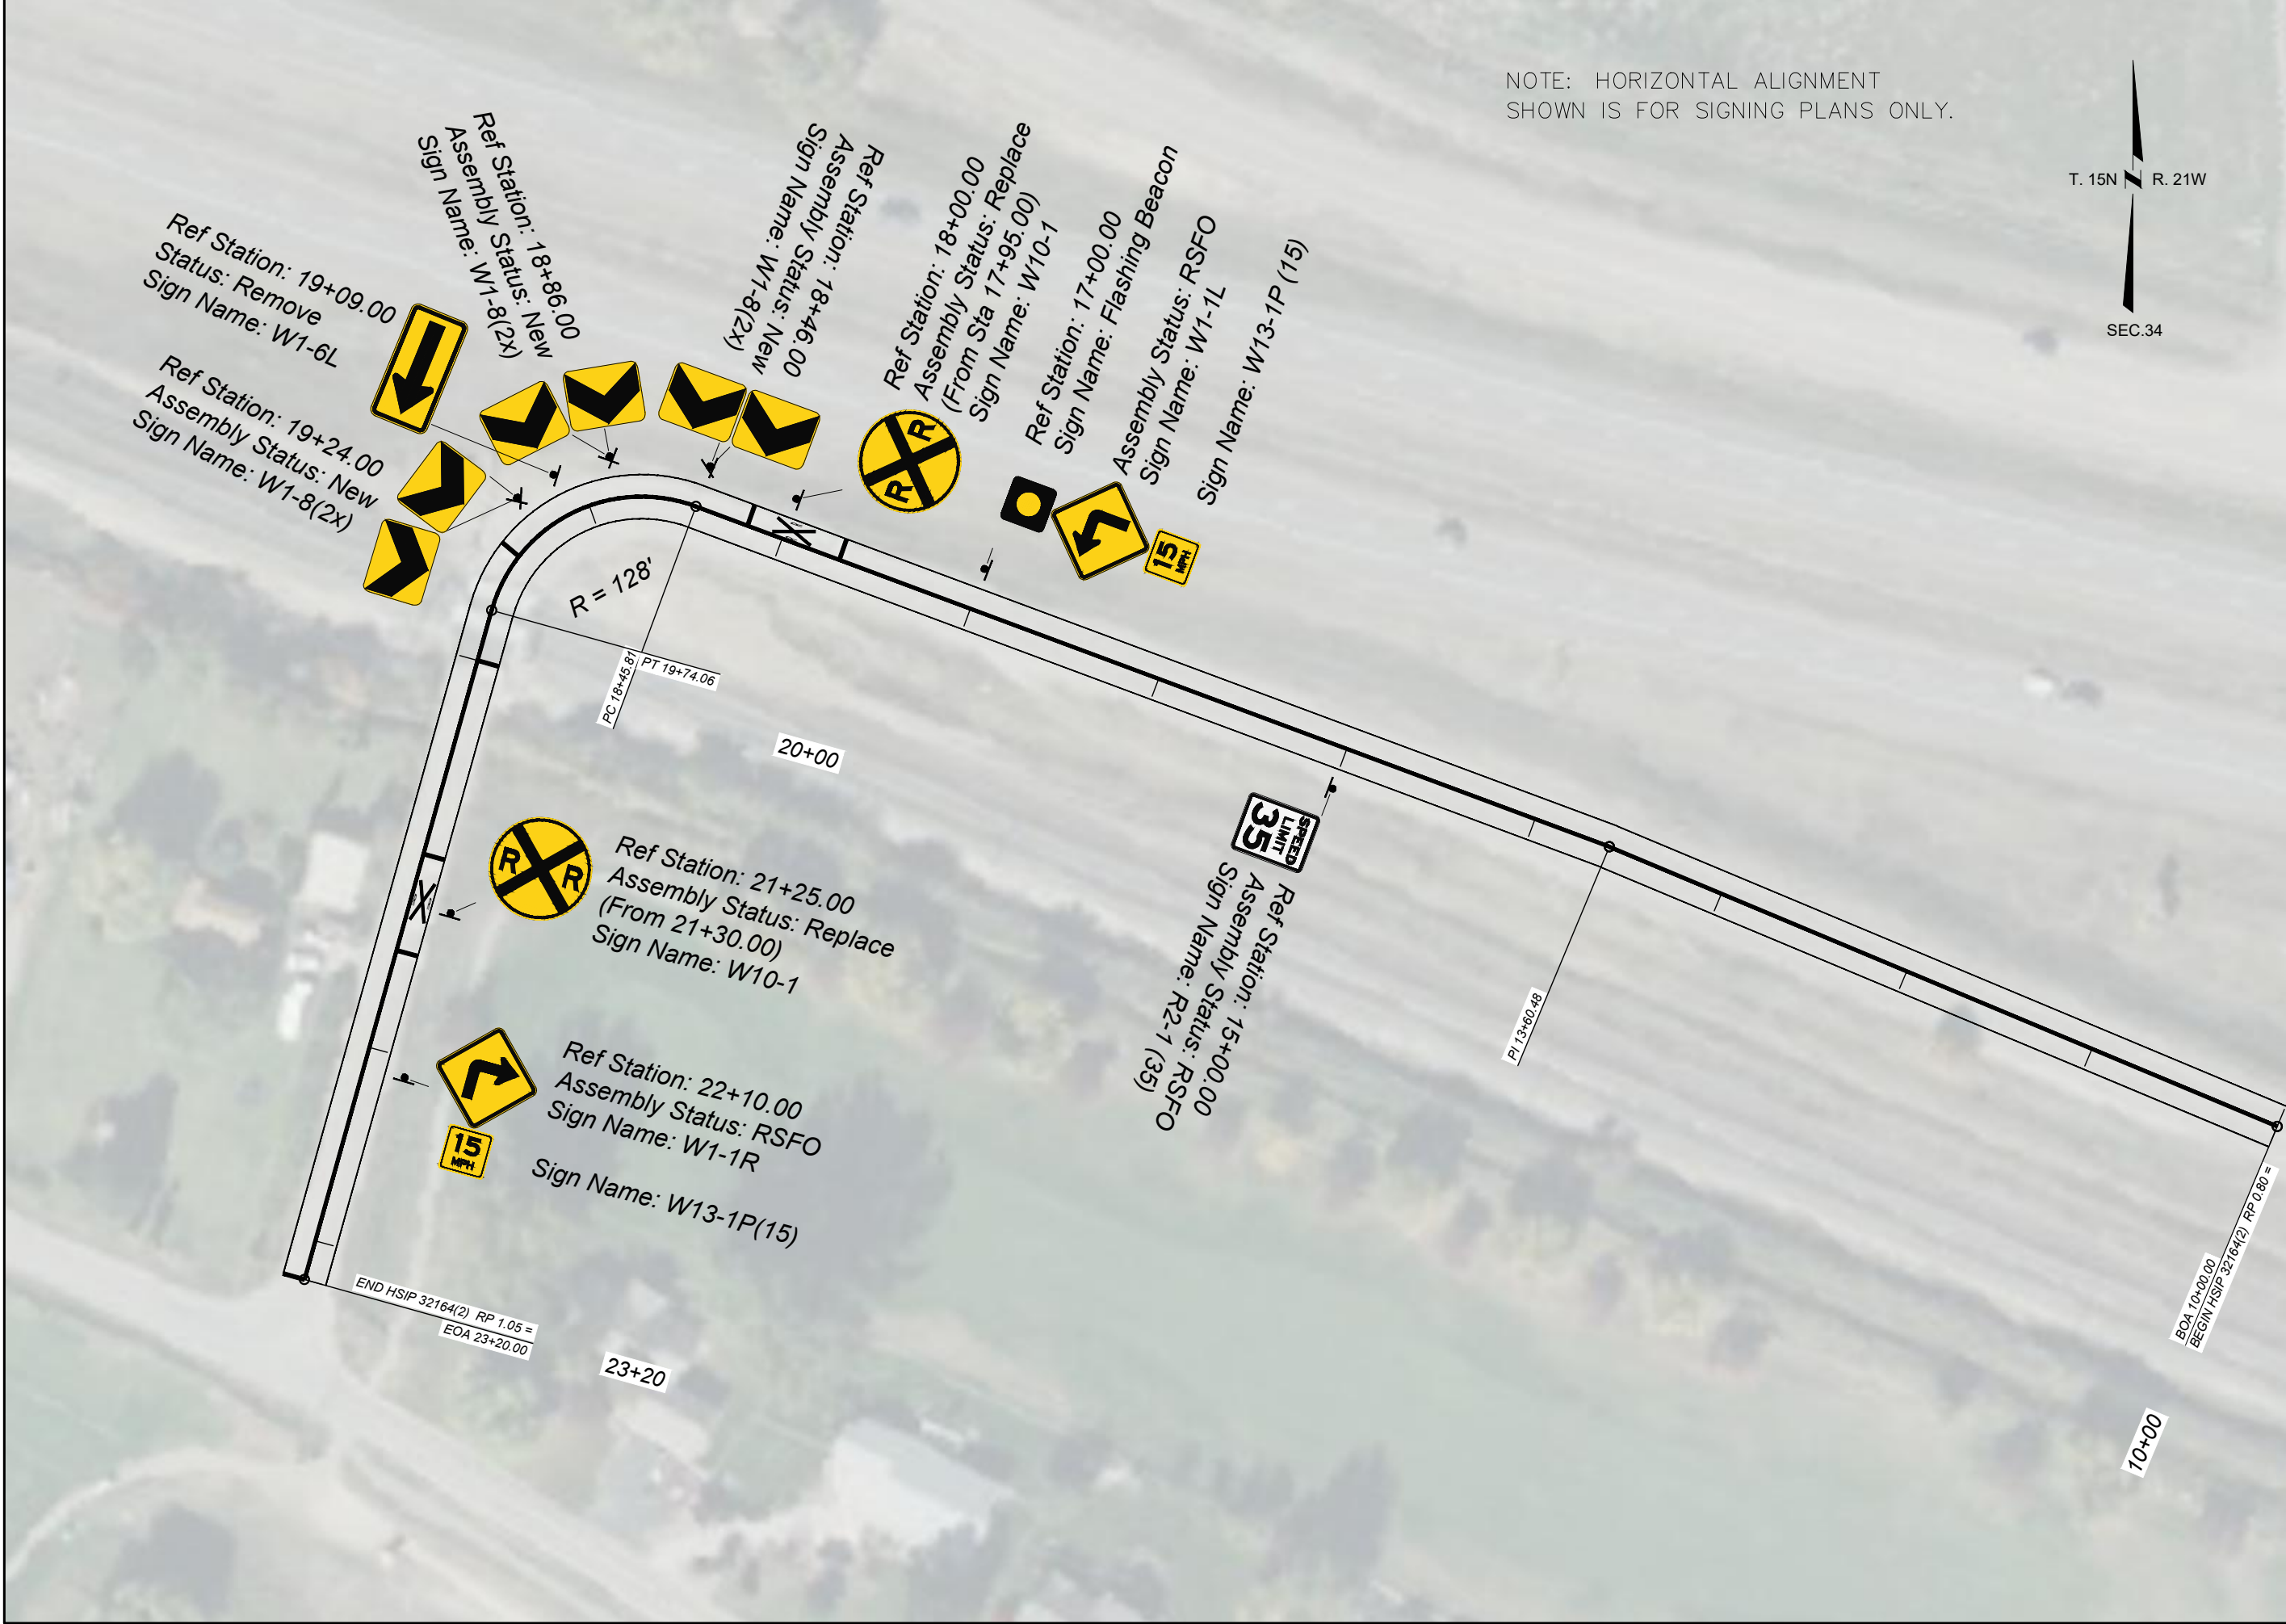 NOTE: HORIZONTAL ALIGNMENT
SHOWN IS FOR SIGNING PLANS ONLY.
T. 15N R. 21W
SEC.34
Ref Station: 19+09.00
Status: Remove
Sign Name: W1-6L
Ref Station: 19+24.00
Assembly Status: New
Sign Name: W1-8(2x)
Ref Station: 18+86.00
Assembly Status: New
Sign Name: W1-8(2x)
Ref Station: 18+46.00
Assembly Status: New
Sign Name: W1-8(2x)
Ref Station: 18+00.00
Assembly Status: Replace
(From Sta 17+95.00)
Sign Name: W10-1
R R
Ref Station: 17+00.00
Sign Name: Flashing Beacon
Assembly Status: RSFO
Sign Name: W1-1L
Sign Name: W13-1P (15)
15
MPH
R = 128'
PC 18+45.81
PT 19+74.06
20+00
SPEED
LIMIT
35
Ref Station: 15+00.00
Assembly Status: RSFO
Sign Name: R2-1 (35)
PI 13+60.48
R R
Ref Station: 21+25.00
Assembly Status: Replace
(From 21+30.00)
Sign Name: W10-1
Ref Station: 22+10.00
Assembly Status: RSFO
Sign Name: W1-1R
15
MPH
Sign Name: W13-1P(15)
END HSIP 32164(2) RP 1.05 =
EOA 23+20.00
23+20
BOA 10+00.00
BEGIN HSIP 32164(2) RP 0.80 =
10+00